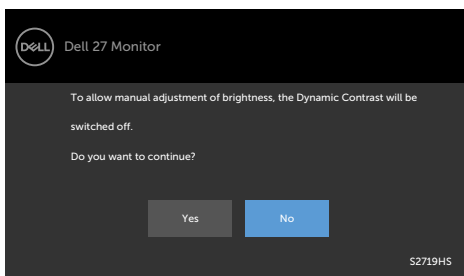 DELL
Dell 27 Monitor
To allow manual adjustment of brightness, the Dynamic Contrast will be
switched off.
Do you want to continue?
Yes
No
S2719HS